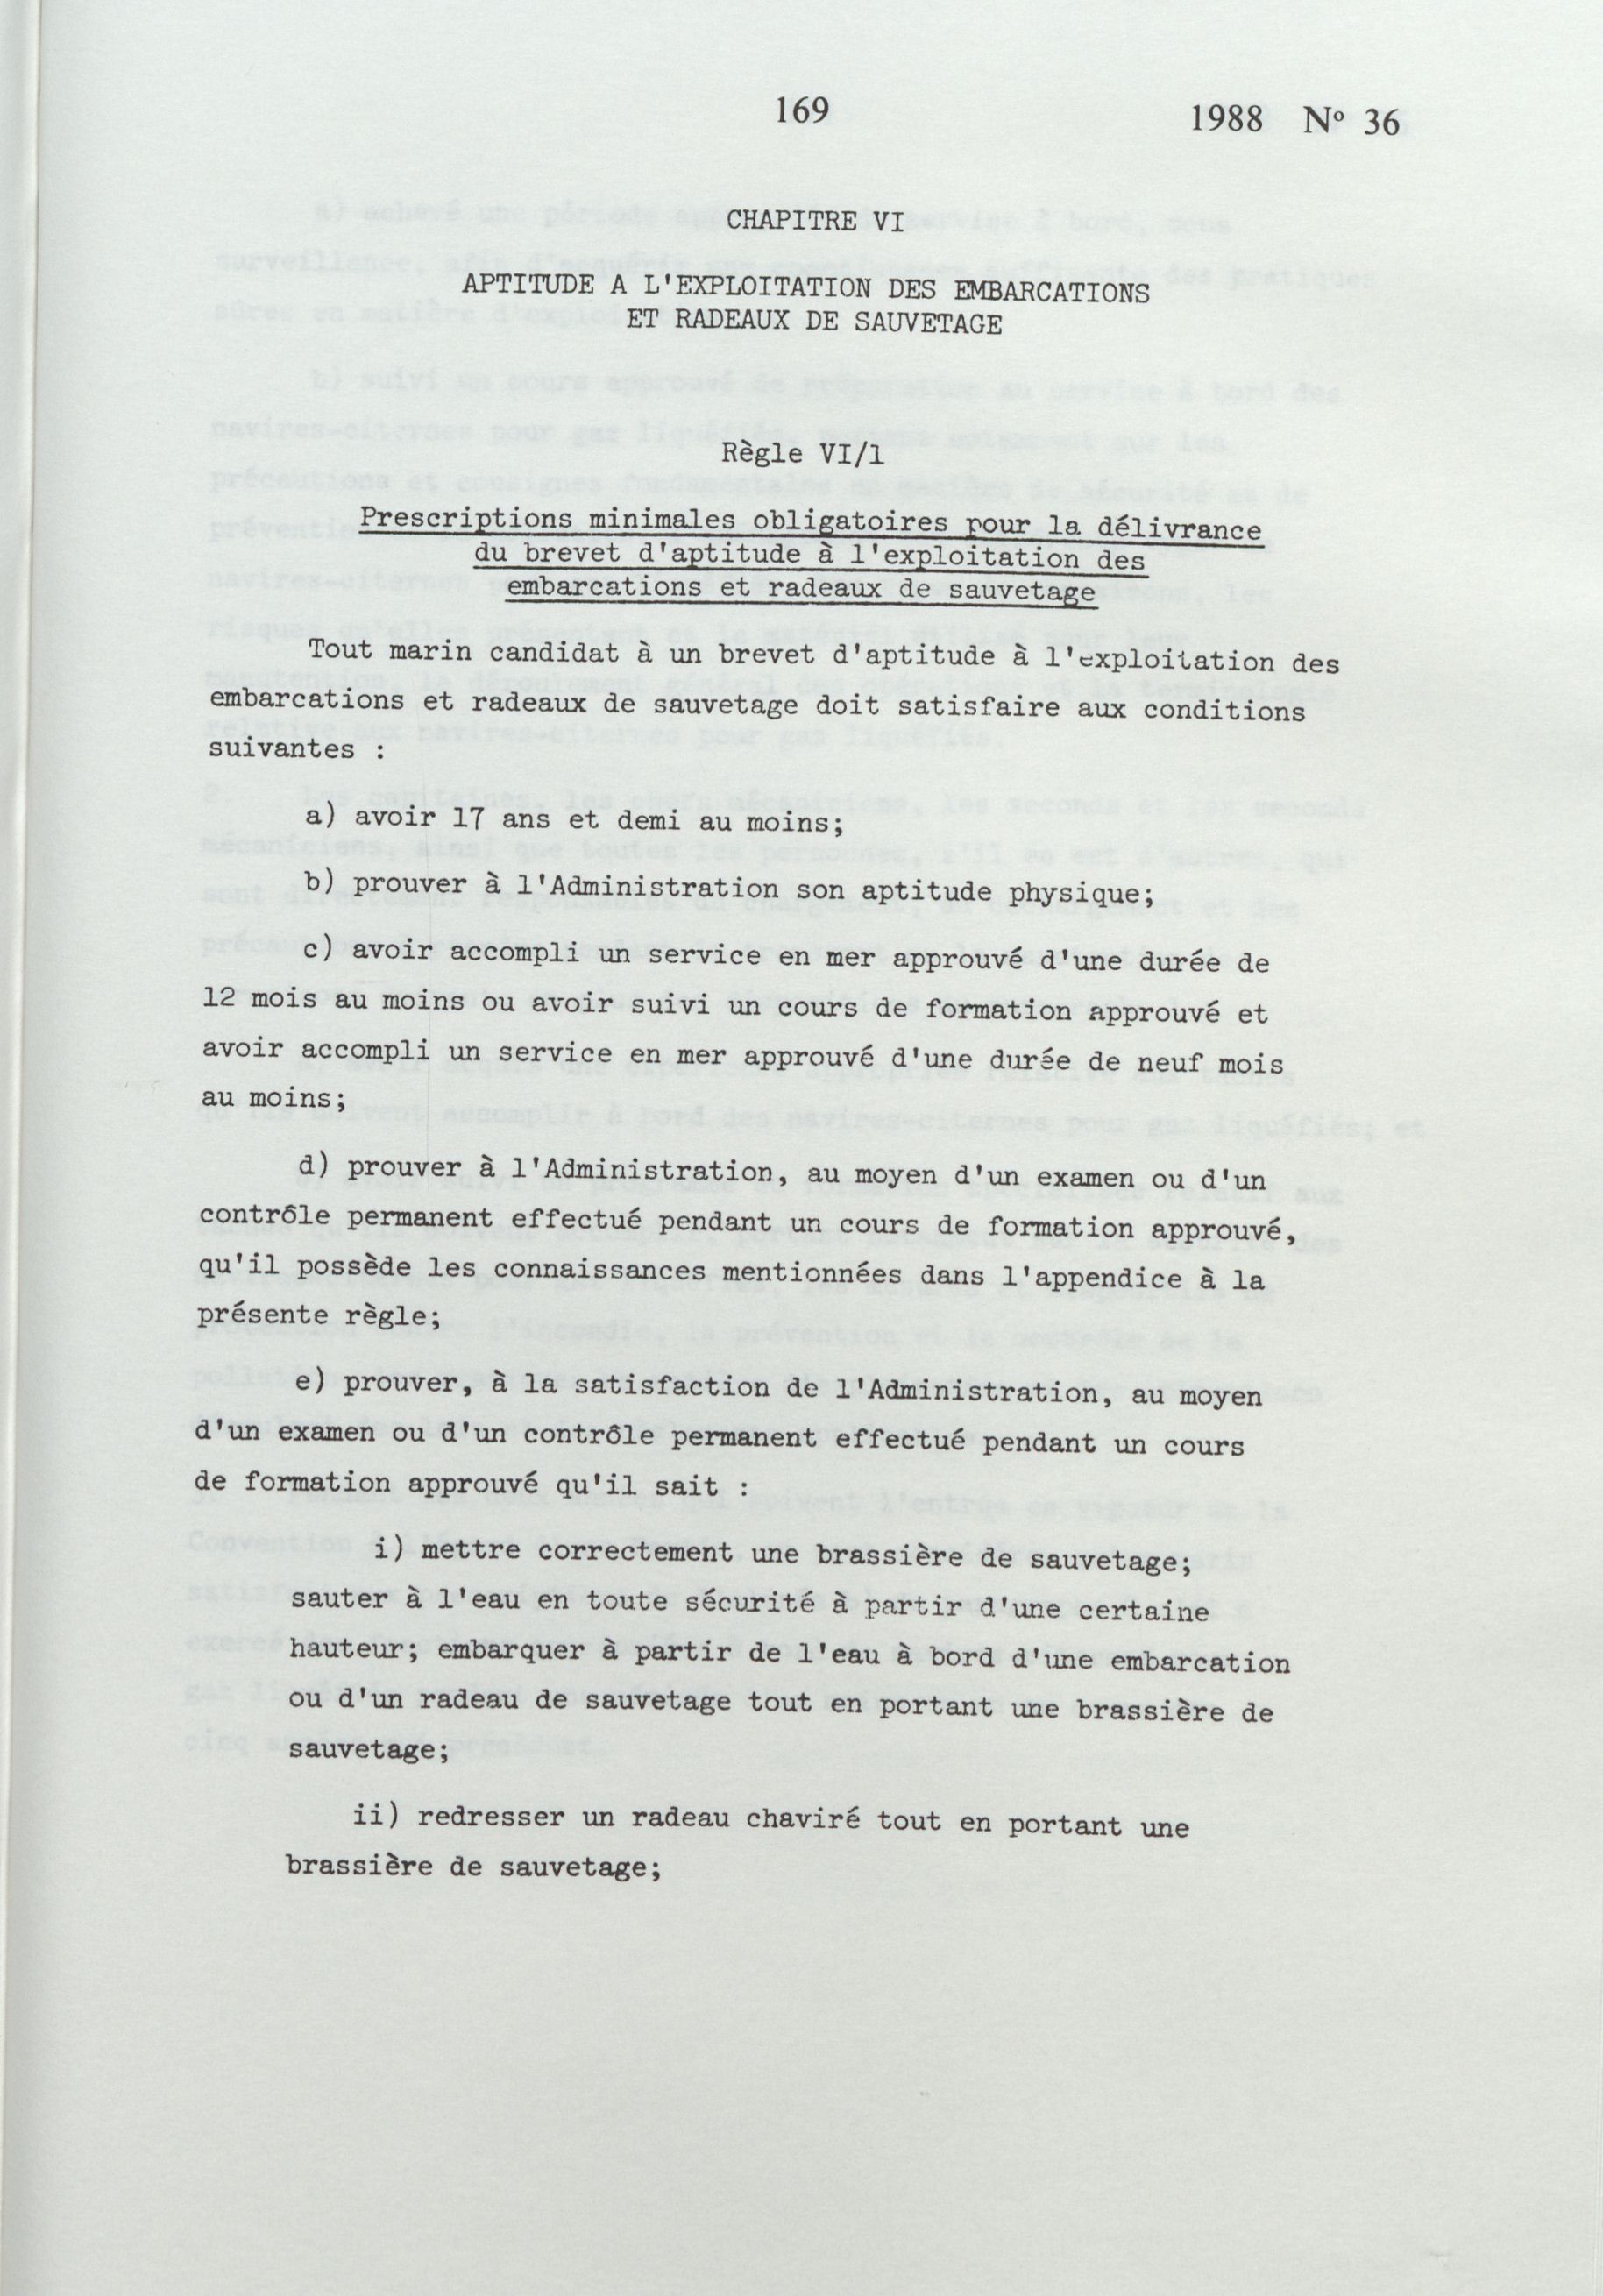 169
1988 Nº 36
CHAPITRE VI
APTITUDE A L'EXPLOITATION DES EMBARCATIONS
ET RADEAUX DE SAUVETAGE
Règle VI/1
Prescriptions minimales obligatoires pour la délivrance
du brevet d'aptitude à l'exploitation des
embarcations et radeaux de sauvetage
Tout marin candidat à un brevet d'aptitude à l'exploitation des
embarcations et radeaux de sauvetage doit satisfaire aux conditions
suivantes :
a) avoir 17 ans et demi au moins;
b) prouver à l'Administration son aptitude physique;
c) avoir accompli un service en mer approuvé d'une durée de
12 mois au moins ou avoir suivi un cours de formation approuvé et
avoir accompli un service en mer approuvé d'une durée de neuf mois
au moins;
d) prouver à l'Administration, au moyen d'un examen ou d'un
contrôle permanent effectué pendant un cours de formation approuvé,
qu'il possède les connaissances mentionnées dans l'appendice à la
présente règle;
e) prouver, à la satisfaction de l'Administration, au moyen
d'un examen ou d'un contrôle permanent effectué pendant un cours
de formation approuvé qu'il sait :
i) mettre correctement une brassière de sauvetage;
sauter à l'eau en toute sécurité à partir d'une certaine
hauteur; embarquer à partir de l'eau à bord d'une embarcation
ou d'un radeau de sauvetage tout en portant une brassière de
sauvetage;
ii) redresser un radeau chaviré tout en portant une
brassière de sauvetage;